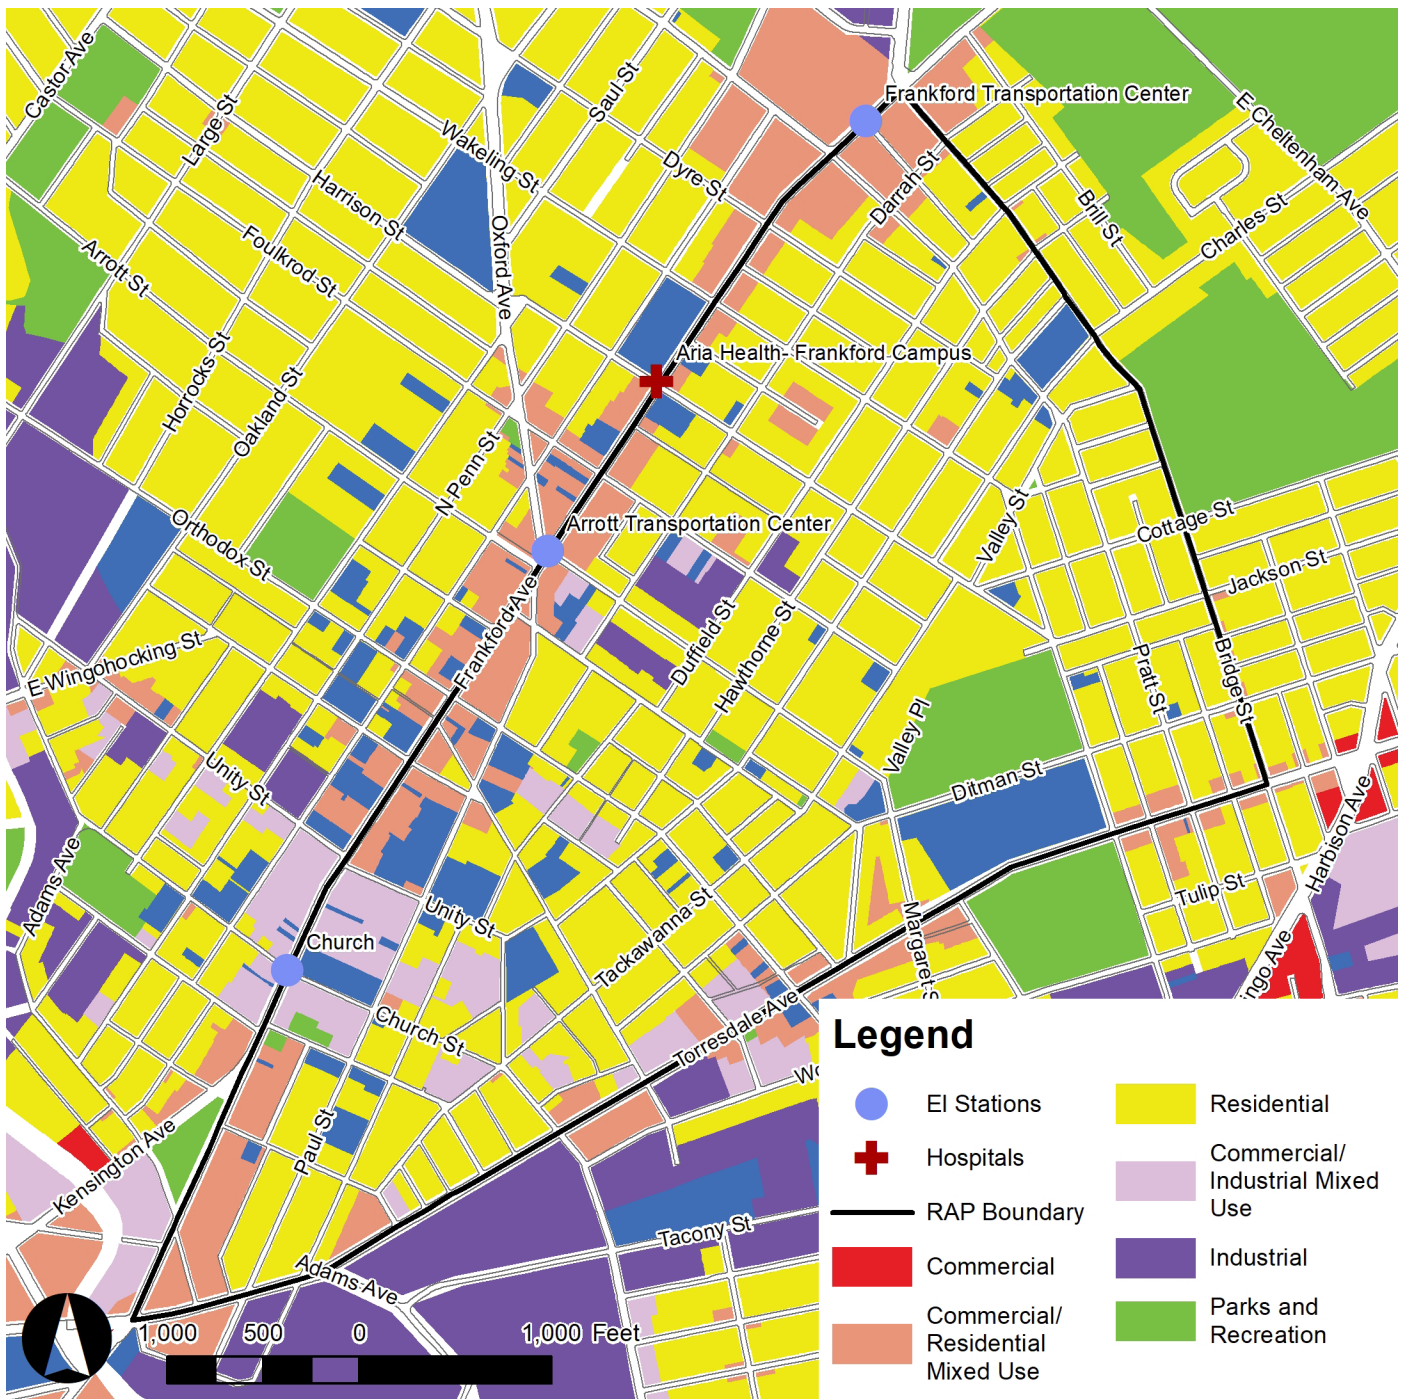 Castor Ave
Large St
Saul St
Frankford Transportation Center
E Cheltenham Ave
Wakeling St
Dyre St
Darrah St
Brill St
Charles St
Harrison St
Foulkrod St
Oxford Ave
Arrott St
Horrocks St
Oakland St
Aria Health- Frankford Campus
N Penn St
Arrott Transportation Center
Valley St
Cottage St
Orthodox St
Jackson St
Frankford Ave
Duffield St
Hawthorne St
E Wingohocking St
Pratt St
Bridge St
Valley Pl
Unity St
Ditman St
Adams Ave
Harbison Ave
Unity St
Tulip St
Church
Tackawanna St
Margaret S
ingo Ave
Church St
Torresdale Ave
Wo
Paul St
Kensington Ave
Tacony St
Adams Ave
1,000 500 0 1,000 Feet
Legend
El Stations
Hospitals
RAP Boundary
Commercial
Commercial/
Residential
Mixed Use
Residential
Commercial/
Industrial Mixed
Use
Industrial
Parks and
Recreation